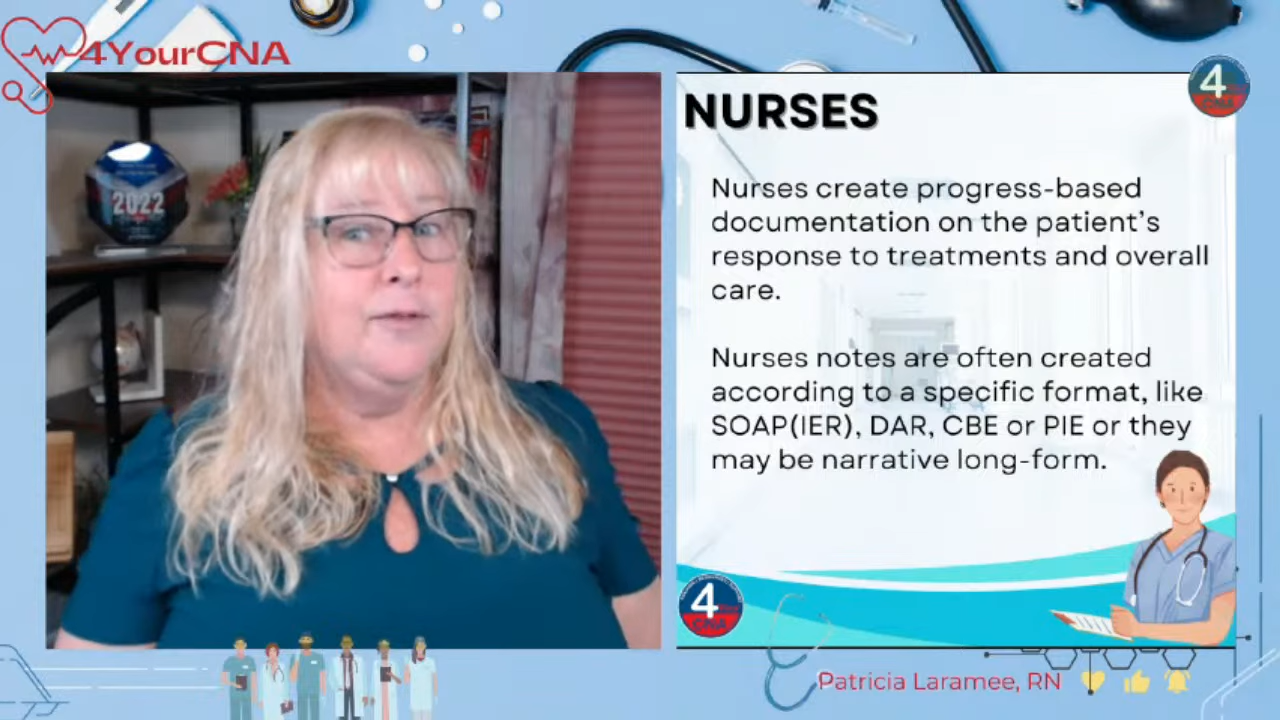 4YourCNA
2022
4
CNA
NURSES
Nurses create progress-based
documentation on the patient's
response to treatments and overall
care.
Nurses notes are often created
according to a specific format, like
SOAP(IER), DAR, CBE or PIE or they
may be narrative long-form.
4
CNA
Patricia Laramee, RN